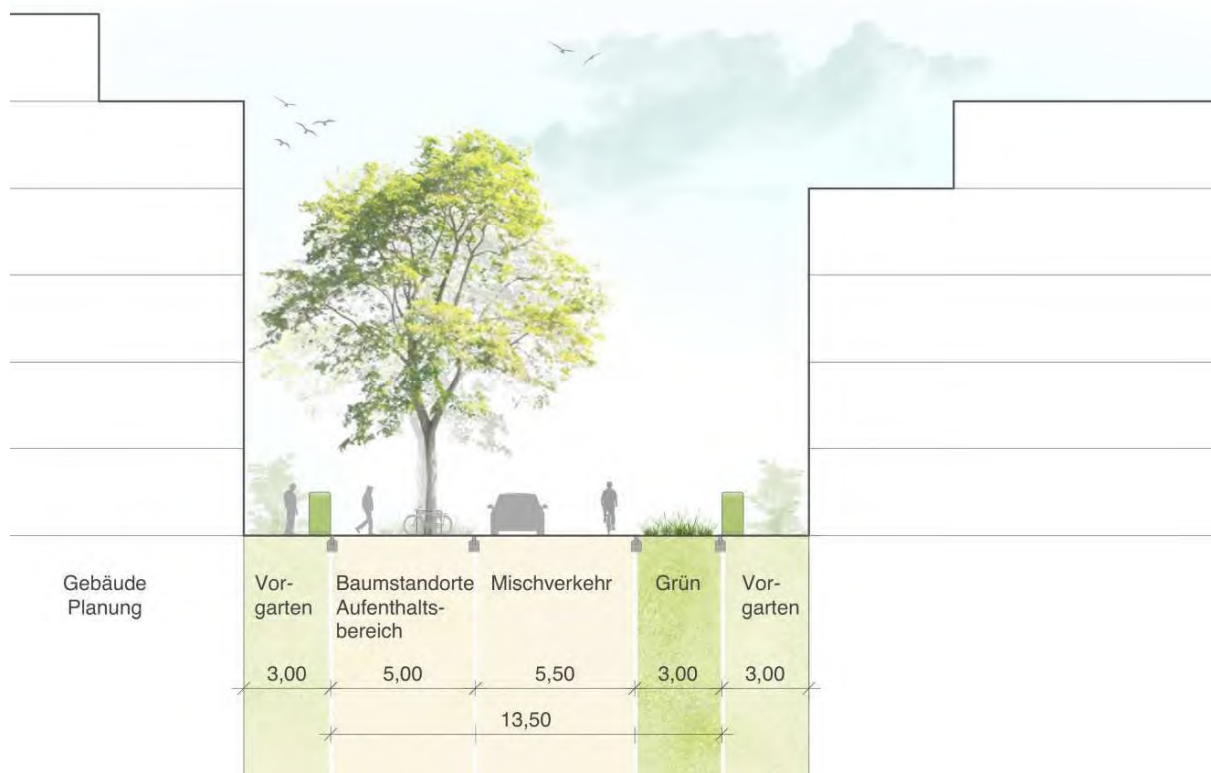 Gebäude
Planung
Vor-
garten
Baumstandorte
Aufenthalts-
bereich
Mischverkehr
Grün
Vor-
garten
3,00
5,00
5,50
3,00
3,00
13,50